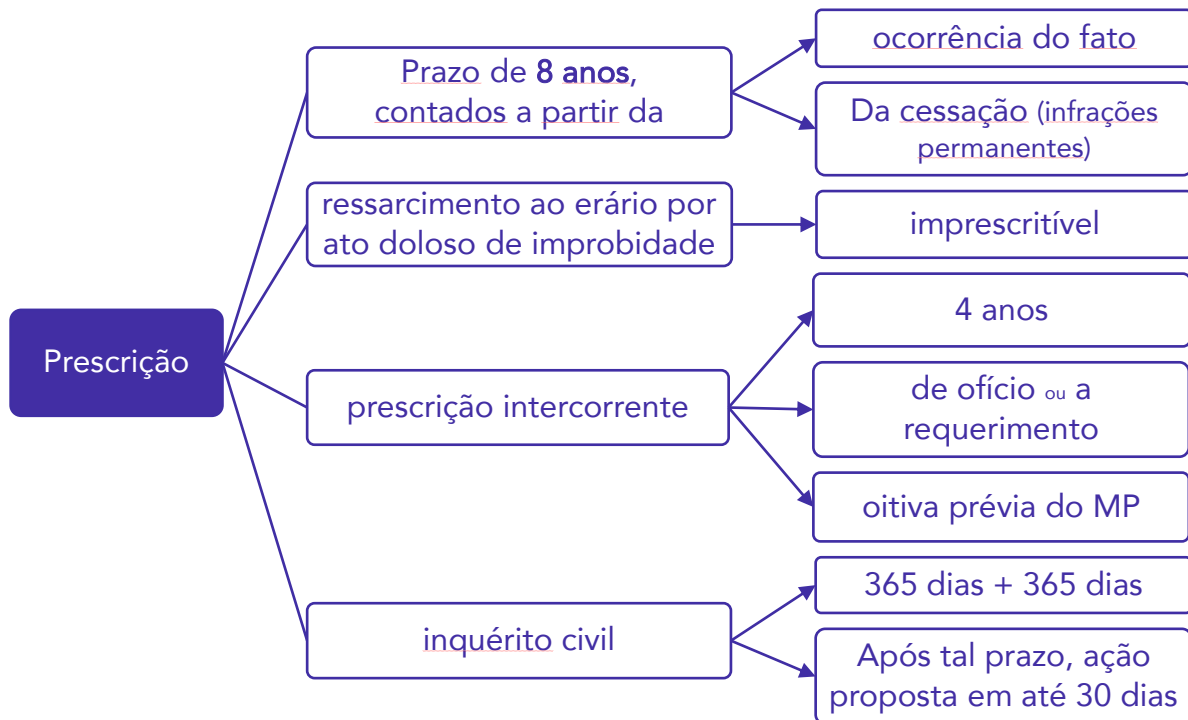 Prescrição
Prazo de 8 anos,
contados a partir da
ocorrência do fato
Da cessação (infrações
permanentes)
ressarcimento ao erário por
ato doloso de improbidade
imprescritível
prescrição intercorrente
4 anos
de ofício ou a
requerimento
oitiva prévia do MP
inquérito civil
365 dias + 365 dias
Após tal prazo, ação
proposta em até 30 dias